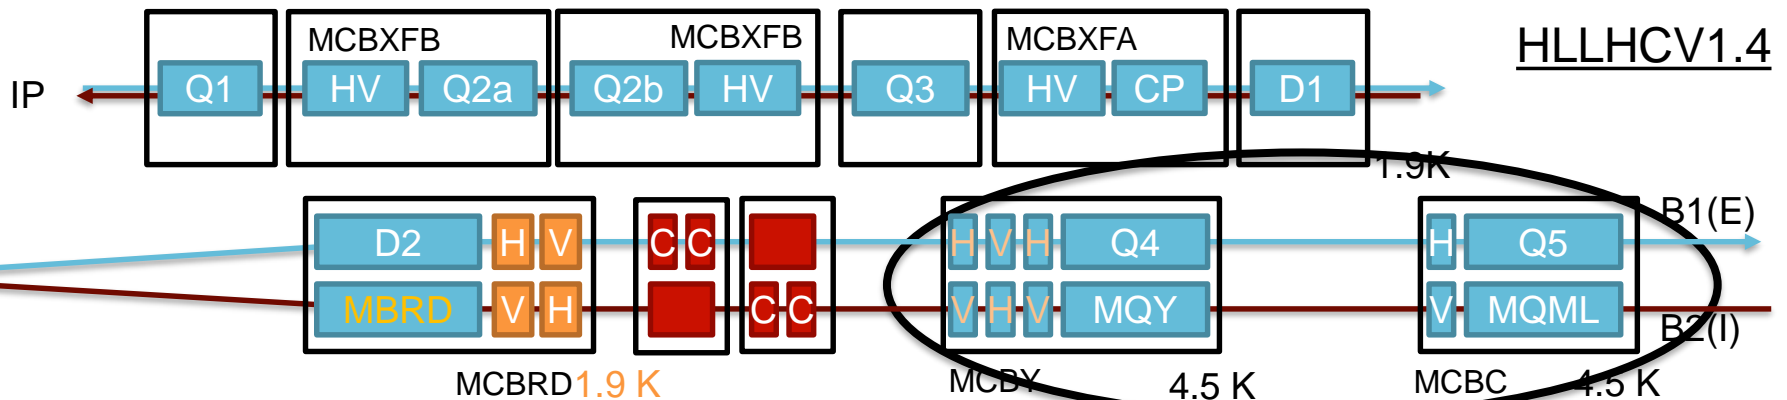 MCBXFB MCBXFB MCBXFA HLLHCV1.4
IP Q1 HV Q2a Q2b HV Q3 HV CP D1
1.9K
B1(E)
D2 H V C C H V H Q4 H Q5
MBRD V H C C V H V MQY V MQML
B2(I)
MCBRD 1.9 K MCBY 4.5 K MCBC 4.5 K